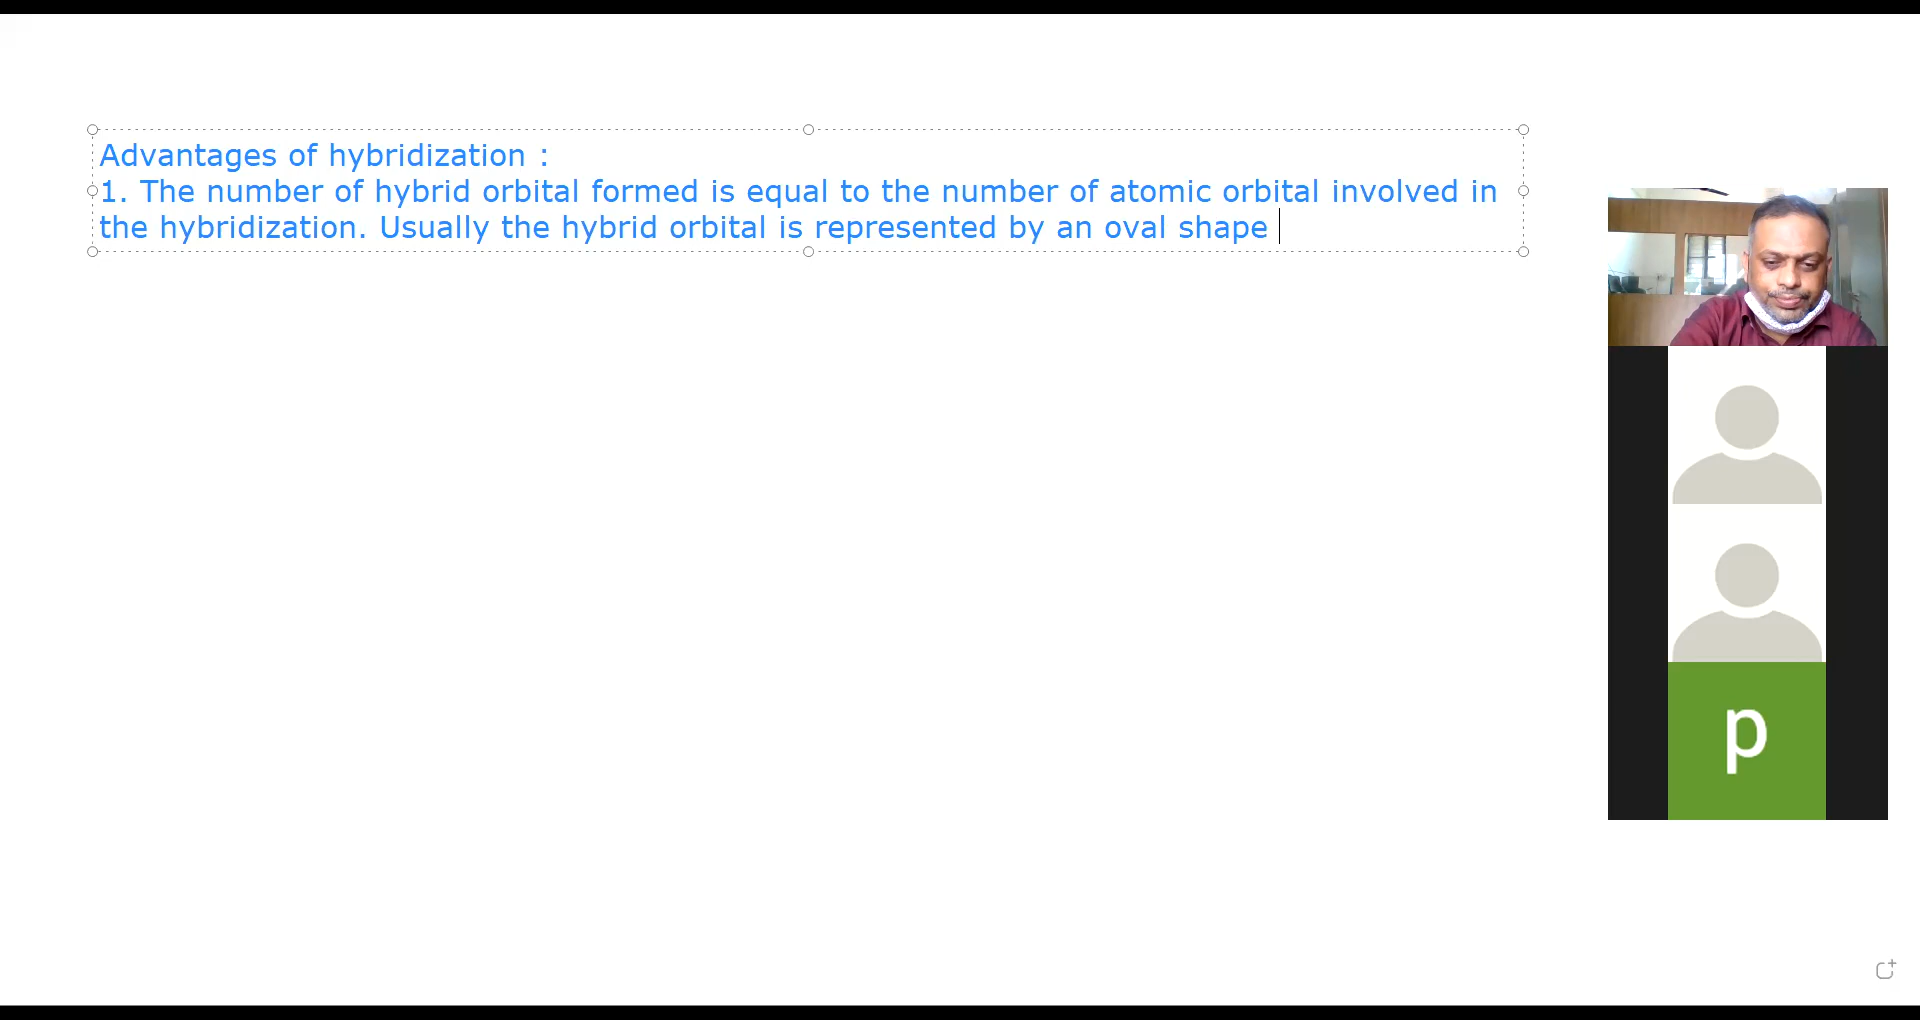 Advantages of hybridization :
1. The number of hybrid orbital formed is equal to the number of atomic orbital involved in
the hybridization. Usually the hybrid orbital is represented by an oval shape
p